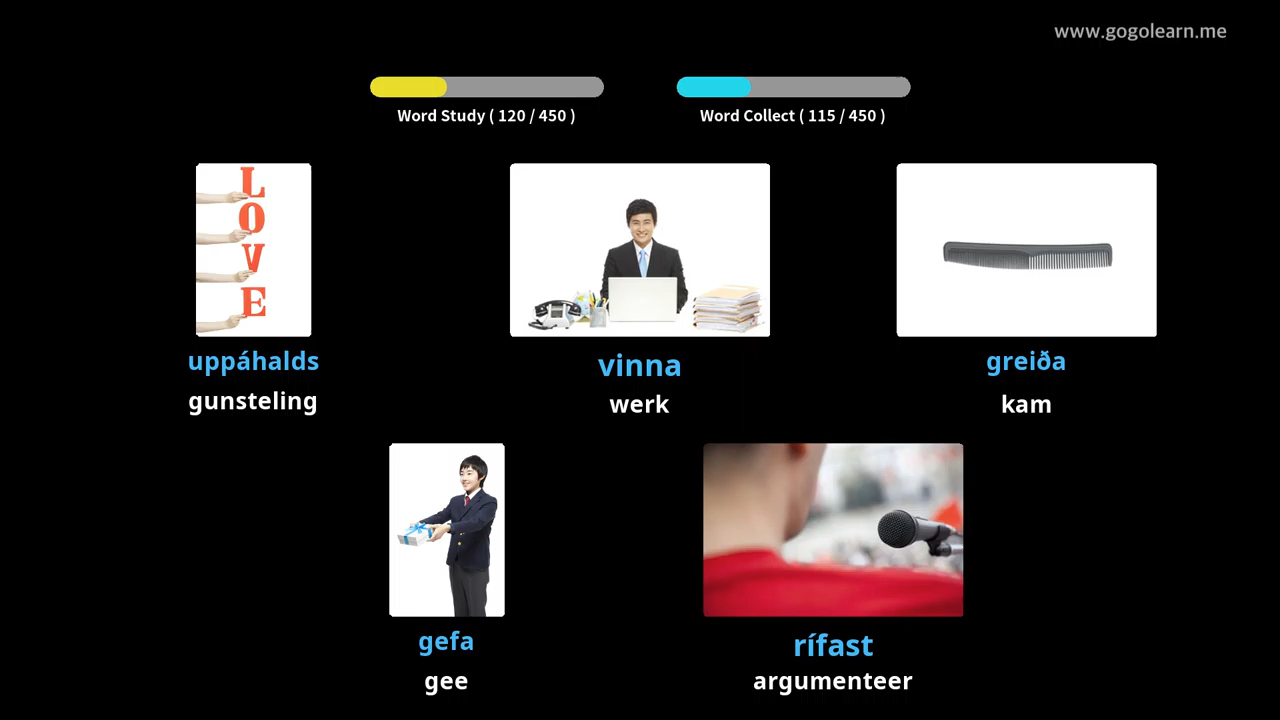 www.gogolearn.me
Word Study ( 120 / 450 )
Word Collect ( 115 / 450 )
LOVE
uppáhalds
gunsteling
vinna
werk
greiða
kam
gefa
gee
rífast
argumenteer